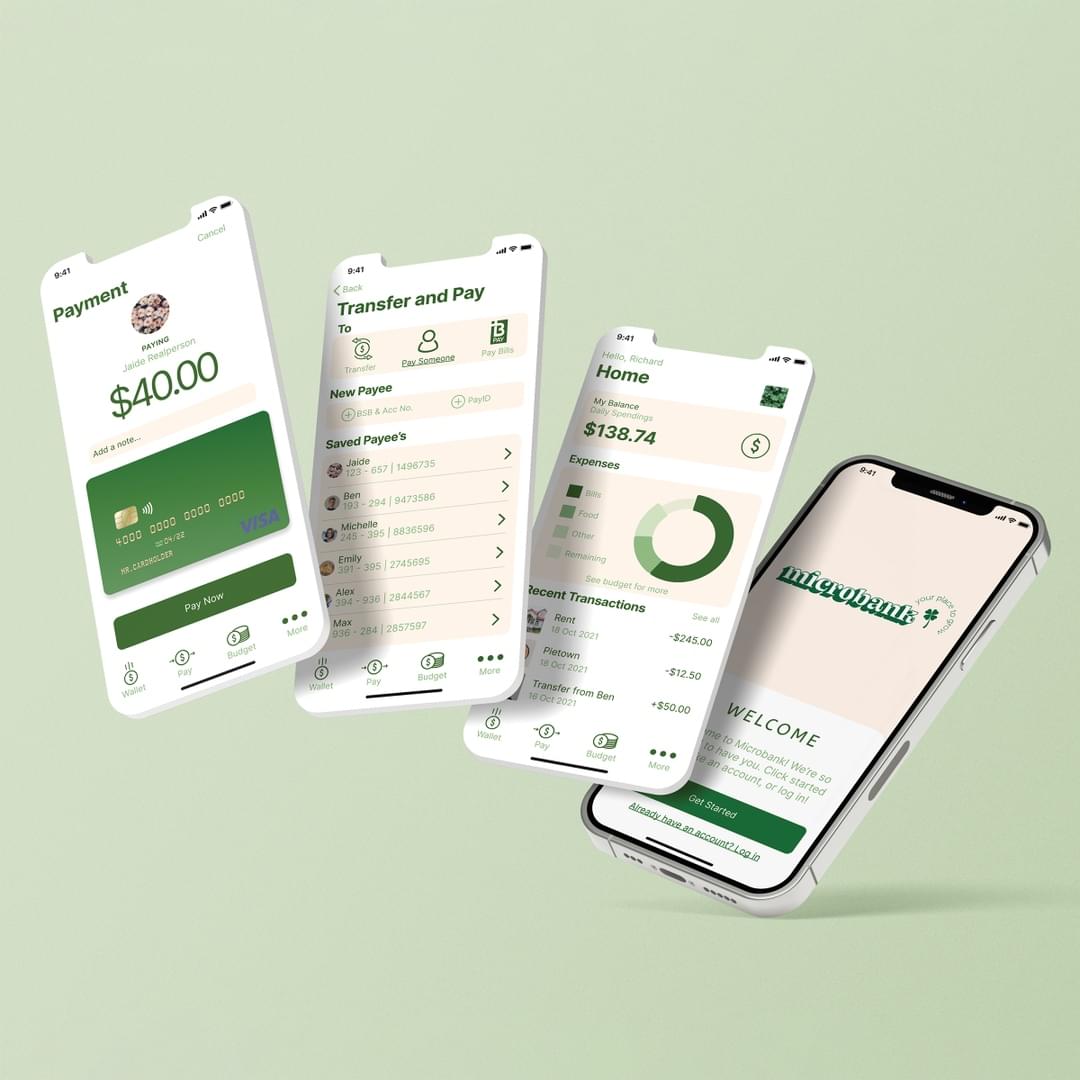 9:41
Cancel
Payment
PAYING
Jaide Realperson
$40.00
Add a note...
4000 0000 0000 0000
04/22
MR.CARDHOLDER
VISA
Pay Now
Wallet
Pay
Budget
More
9:41
Back
Transfer and Pay
To
Transfer
Pay Someone
B
PAY
Pay Bills
New Payee
BSB & Acc No.
PayID
Saved Payee's
Jaide
123 - 657 | 1496735
Ben
193 - 294 | 9473586
Michelle
245 - 395 | 8836596
Emily
391 - 395 | 2745695
Alex
394 - 936 | 2844567
Max
936 - 284 | 2857597
Wallet
Pay
Budget
More
9:41
Hello, Richard
Home
My Balance
Daily Spendings
$138.74
Expenses
Bills
Food
Other
Remaining
See budget for more
Recent Transactions
See all
Rent
18 Oct 2021
-$245.00
Pietown
18 Oct 2021
-$12.50
Transfer from Ben
16 Oct 2021
+$50.00
Wallet
Pay
Budget
More
9:41
microbank
your place to grow
WELCOME
to Microbank! We're so
to have you. Click started
an account, or log in!
Get Started
Already have an account? Log in